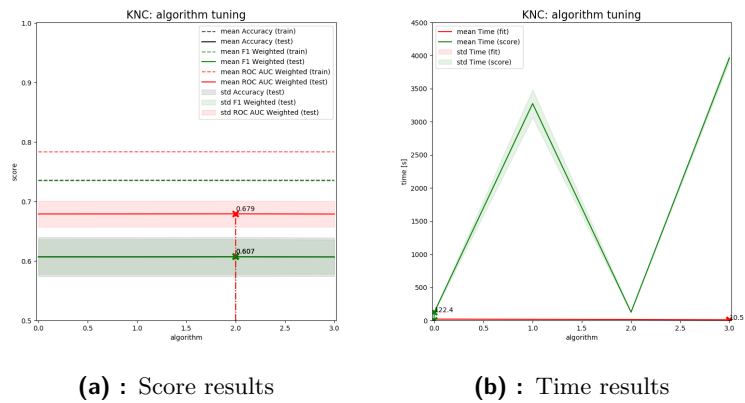 KNC: algorithm tuning
mean Accuracy (train)
mean Accuracy (test)
mean F1 Weighted (train)
mean F1 Weighted (test)
mean ROC AUC Weighted (train)
mean ROC AUC Weighted (test)
std Accuracy (test)
std F1 Weighted (test)
std ROC AUC Weighted (test)
1.0
0.9
0.8
0.7
0.6
0.5
score
0.679
0.607
0.0 0.5 1.0 1.5 2.0 2.5 3.0
algorithm
(a) : Score results
KNC: algorithm tuning
mean Time (fit)
mean Time (score)
std Time (fit)
std Time (score)
4500
4000
3500
3000
2500
2000
1500
1000
500
0
time [s]
122.4
10.5
0.0 0.5 1.0 1.5 2.0 2.5 3.0
algorithm
(b) : Time results